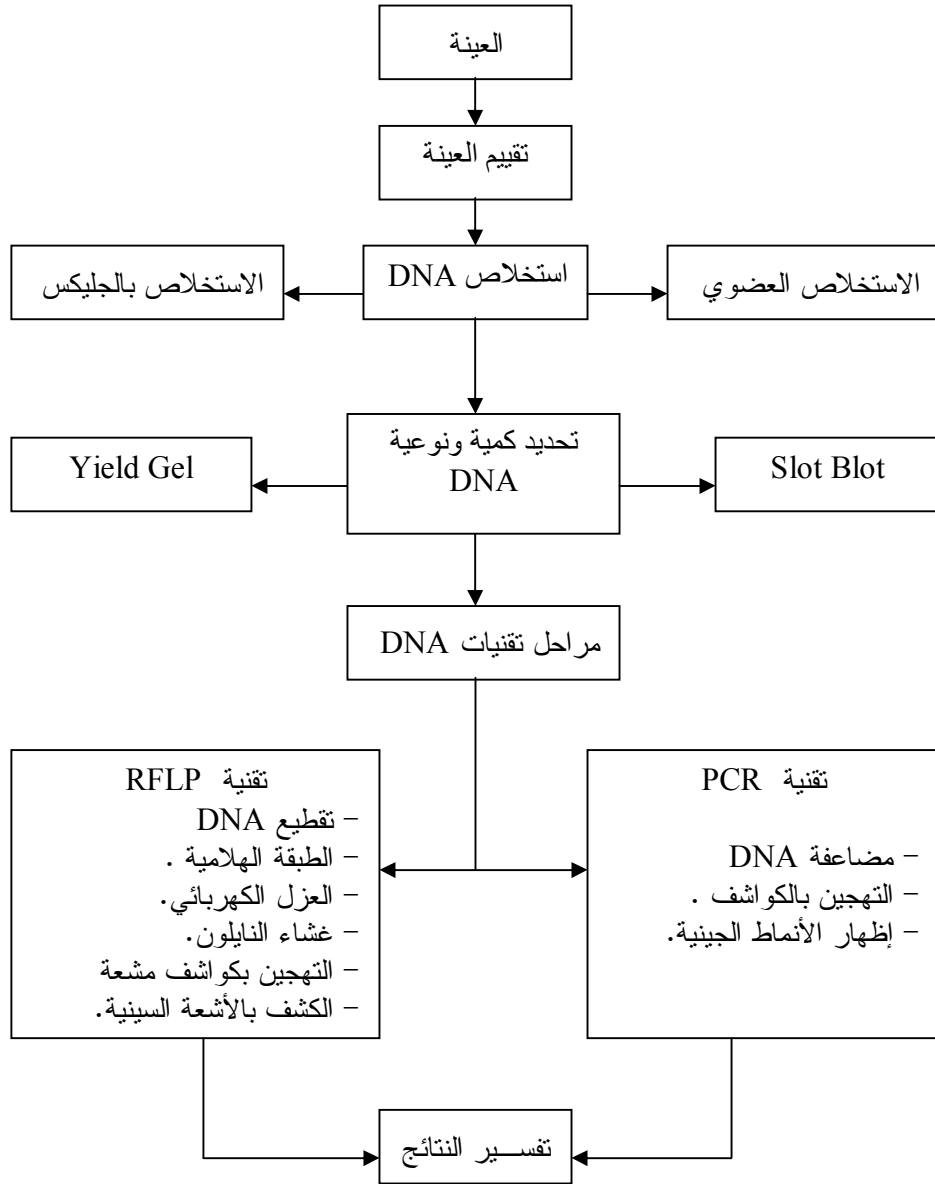 العينة
تقييم العينة
الاستخلاص العضوي
استخلاص DNA
الاستخلاص بالجليكس
Slot Blot
تحديد كمية ونوعية
DNA
Yield Gel
مراحل تقنيات DNA
تقنية PCR
- مضاعفة DNA
- التهجين بالكواشف .
- إظهار الأنماط الجينية.
تقنية RFLP
- تقطيع DNA
- الطبقة الهلامية .
- العزل الكهربائي.
- غشاء النايلون.
- التهجين بكواشف مشعة
- الكشف بالأشعة السينية.
تفســـير النتائج